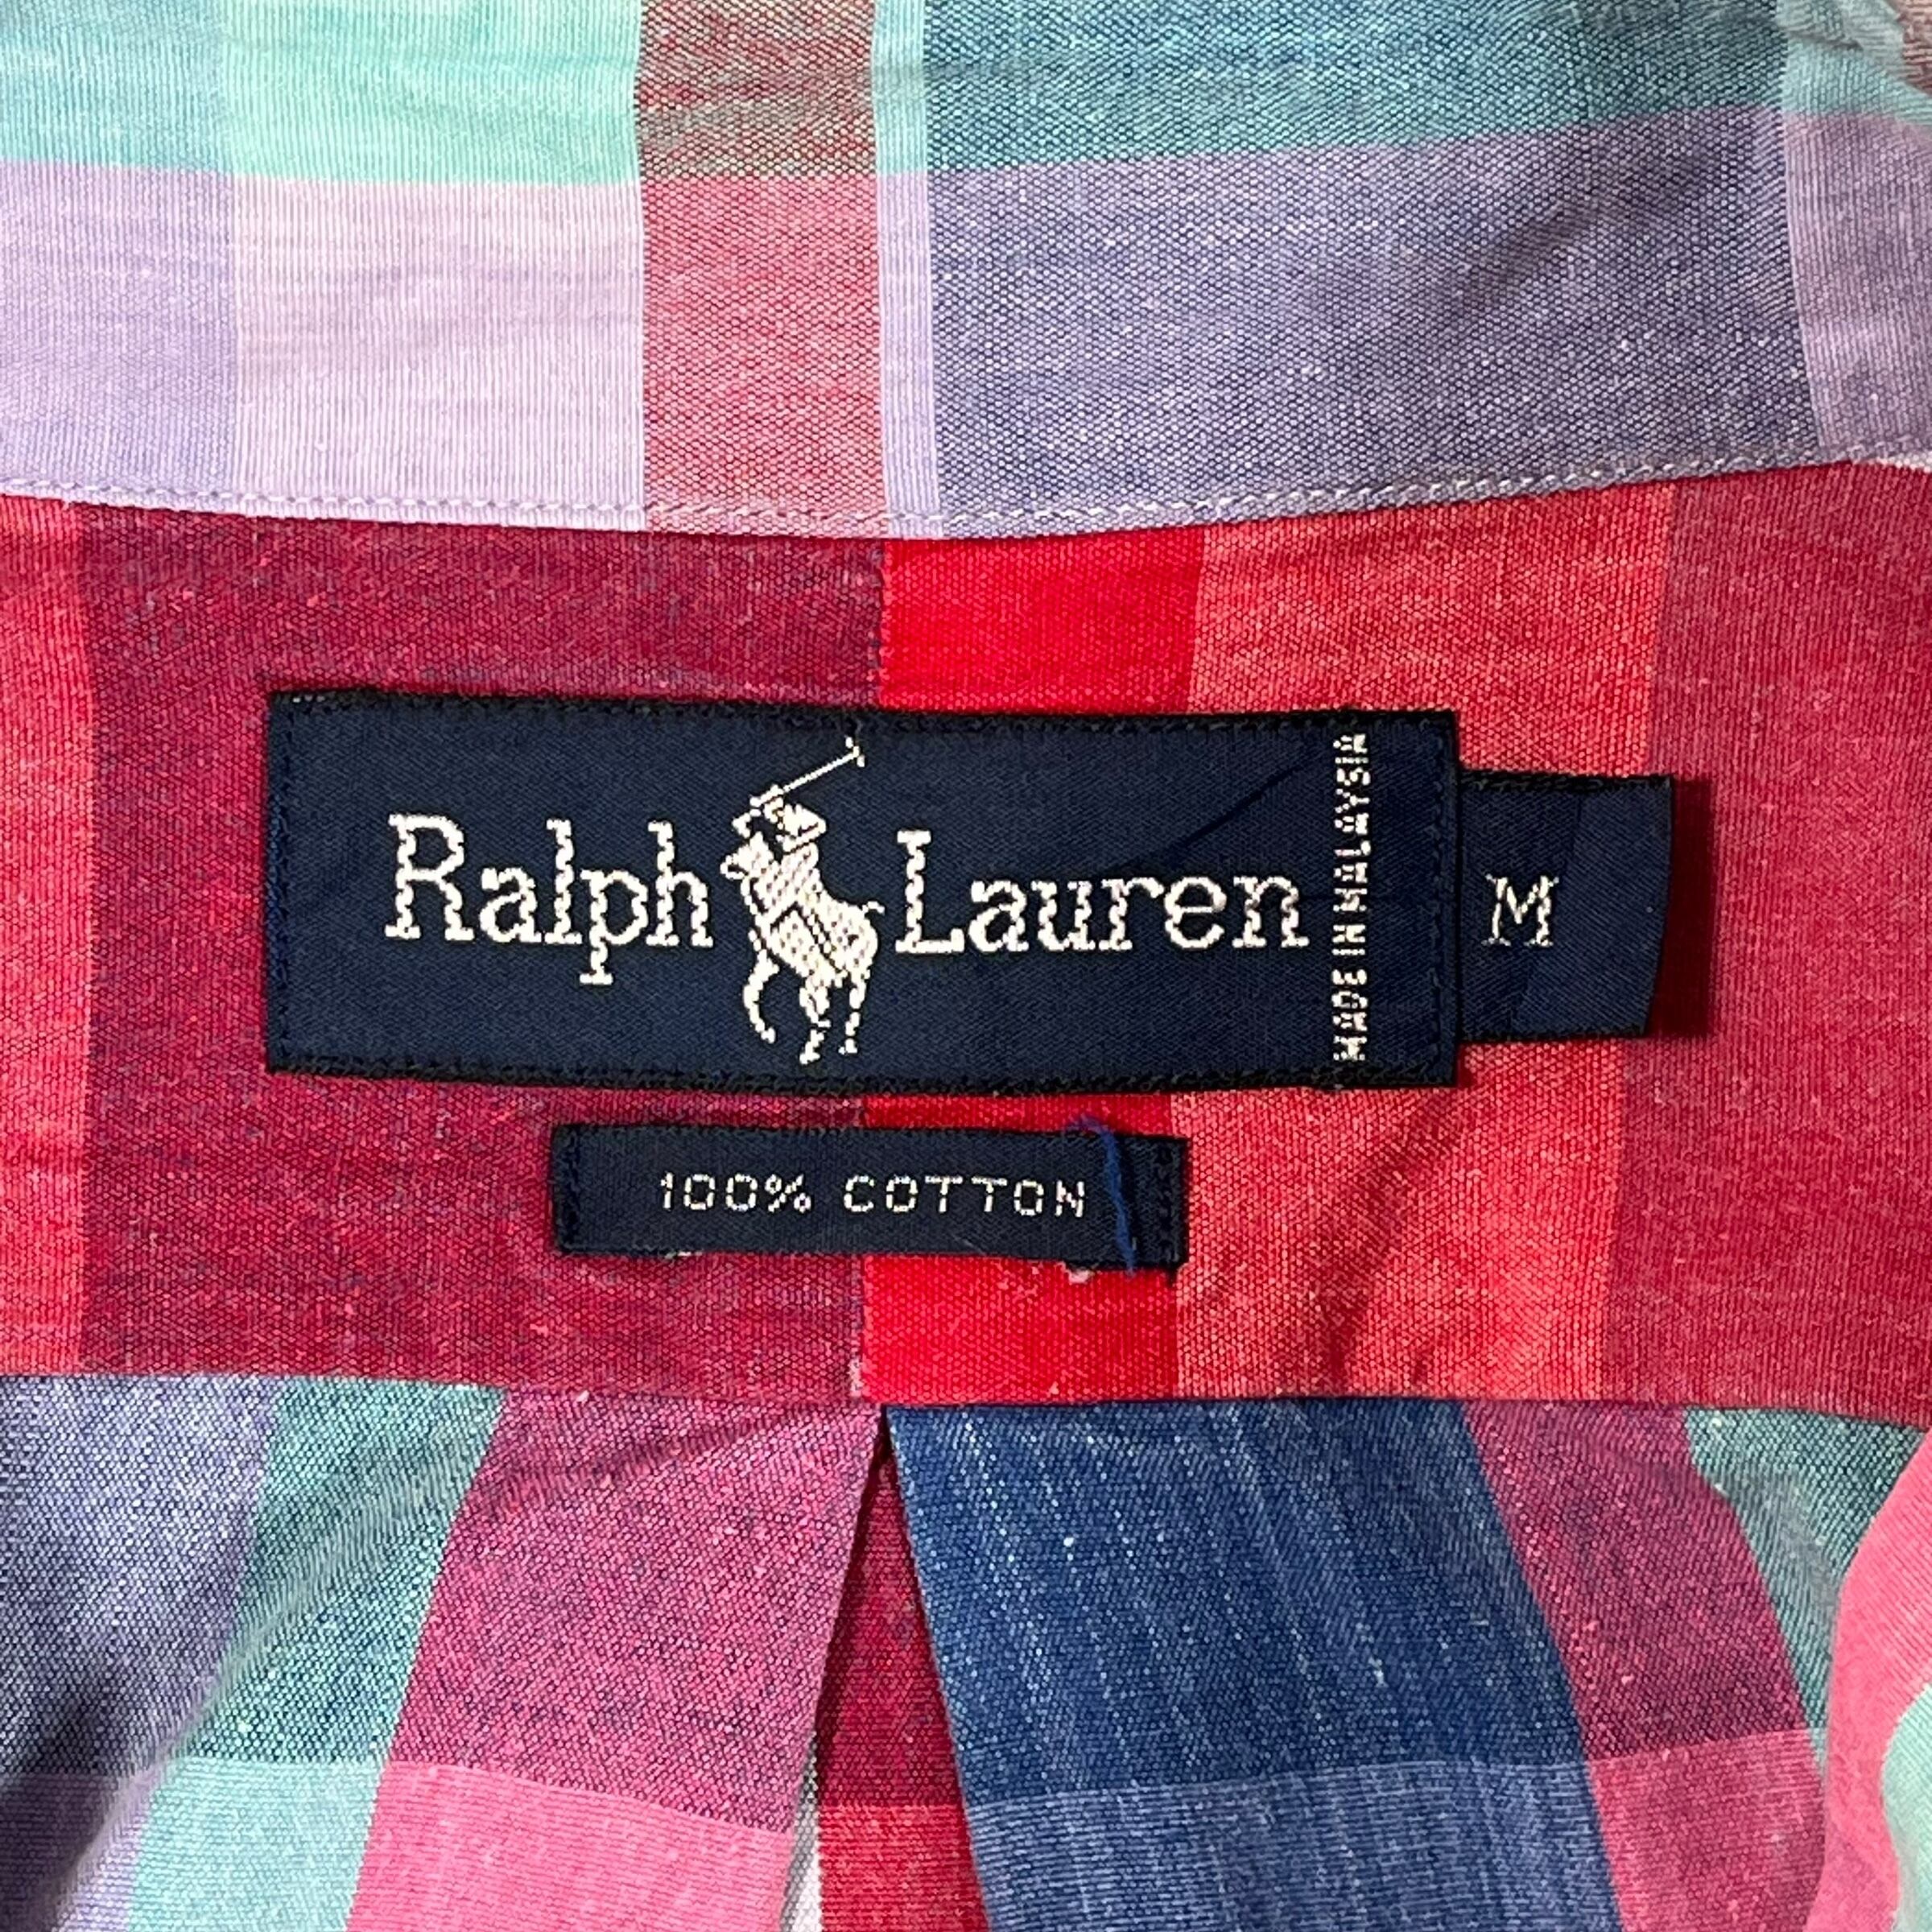 Ralph Lauren
MADE IN MALAYSIA
M
100% COTTON